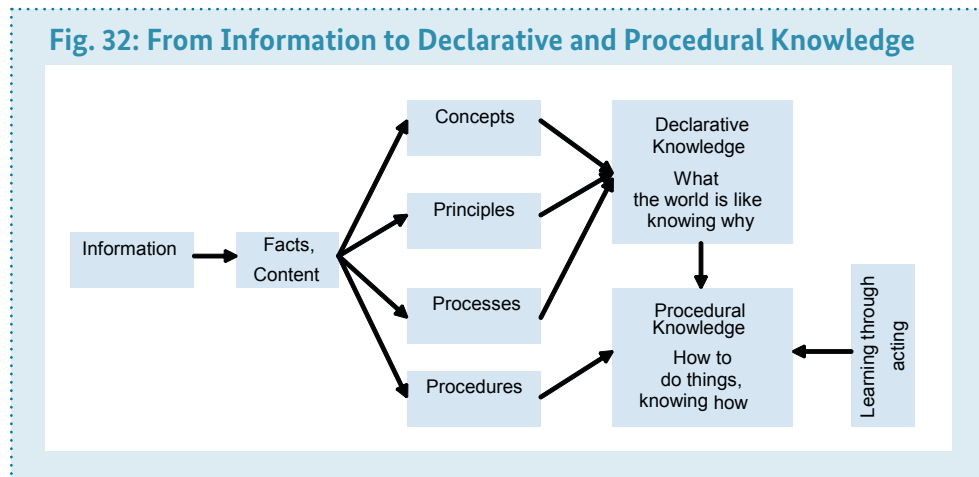 Fig. 32: From Information to Declarative and Procedural Knowledge
Information
Facts,
Content
Concepts
Principles
Processes
Procedures
Declarative
Knowledge
What
the world is like
knowing why
Procedural
Knowledge
How to
do things,
knowing how
Learning through
acting